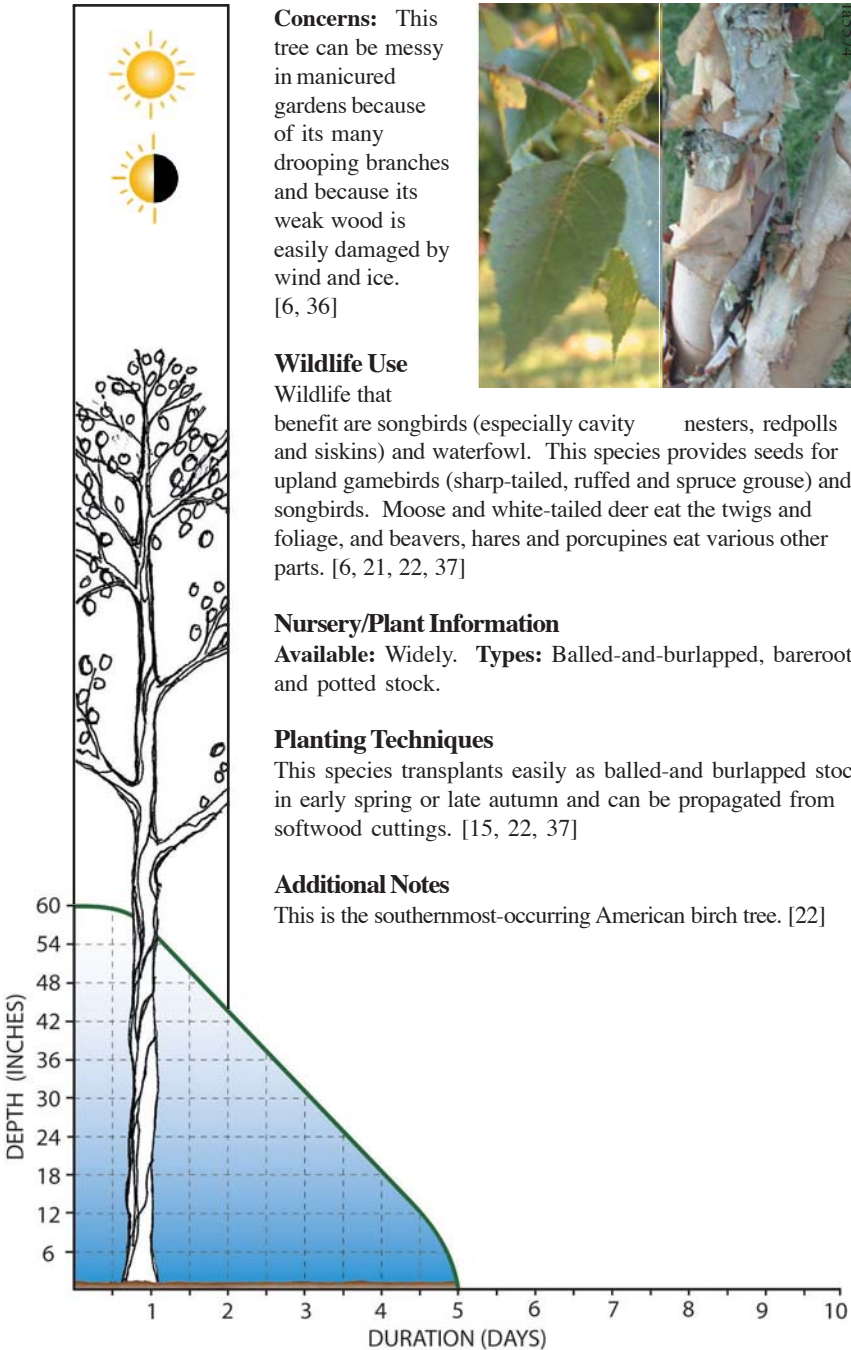 Concerns: This
tree can be messy
in manicured
gardens because
of its many
drooping branches
and because its
weak wood is
easily damaged by
wind and ice.
[6, 36]
Wildlife Use
Wildlife that
benefit are songbirds (especially cavity nesters, redpolls
and siskins) and waterfowl. This species provides seeds for
upland gamebirds (sharp-tailed, ruffed and spruce grouse) and
songbirds. Moose and white-tailed deer eat the twigs and
foliage, and beavers, hares and porcupines eat various other
parts. [6, 21, 22, 37]
Nursery/Plant Information
Available: Widely. Types: Balled-and-burlapped, bareroot
and potted stock.
Planting Techniques
This species transplants easily as balled-and burlapped stoc
in early spring or late autumn and can be propagated from
softwood cuttings. [15, 22, 37]
Additional Notes
This is the southernmost-occurring American birch tree. [22]
DEPTH (INCHES)
60
54
48
42
36
30
24
18
12
6
1 2 3 4 5 6 7 8 9 10
DURATION (DAYS)